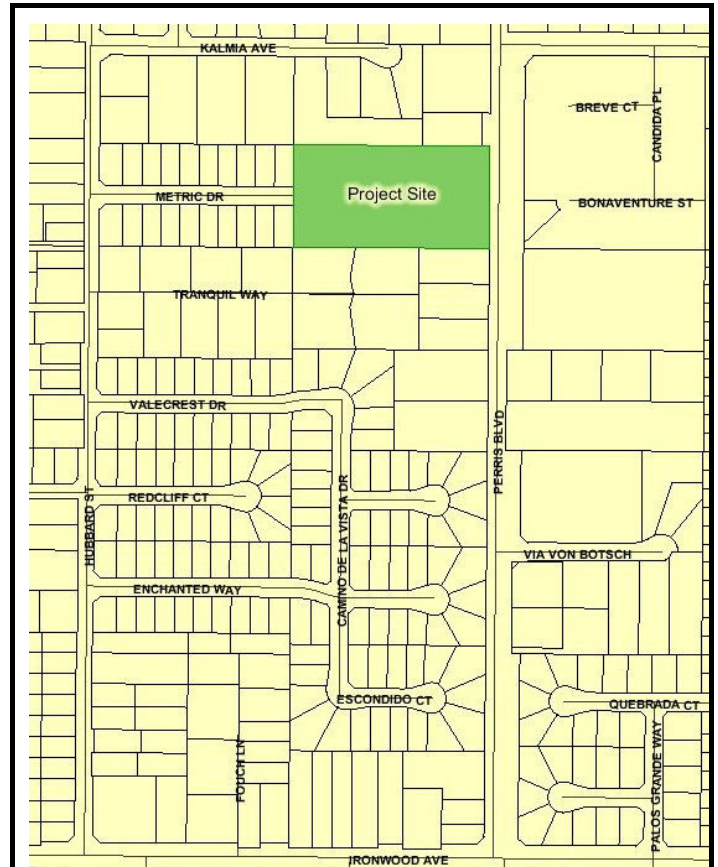 KALMIA AVE
BREVE CT
CANDIDA PL
METRIC DR
Project Site
BONAVENTURE ST
TRANQUIL WAY
VALECREST DR
PERRIS BLVD
REDCLIFF CT
HUBBARD ST
CAMINO DE LA VISTA DR
VIA VON BOTSCH
ENCHANTED WAY
ESCONDIDO CT
QUEBRADA CT
FOUCH LN
PALOS GRANDE WAY
IRONWOOD AVE